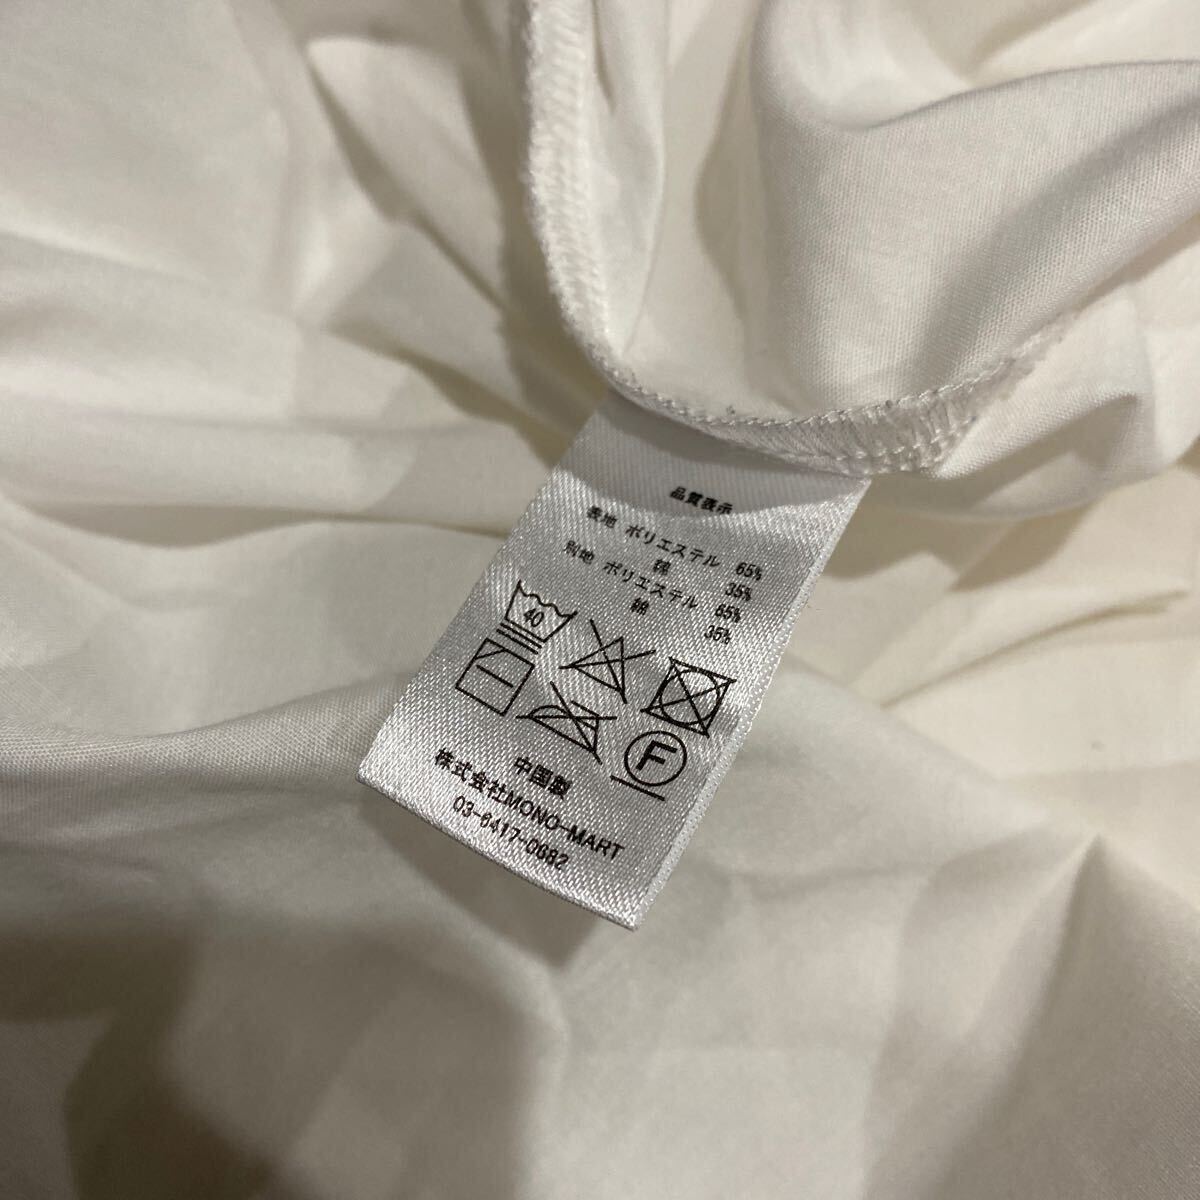 品質表示
表地 ポリエステル 65%
綿 35%
別地 ポリエステル 65%
綿 35%
40
F
中国製
株式会社MONO-MART
03-6417-0682